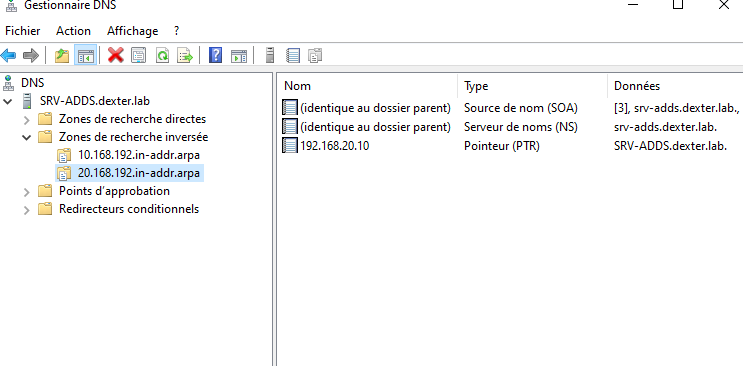 Gestionnaire DNS
Fichier Action Affichage ?
DNS
SRV-ADDS.dexter.lab
Zones de recherche directes
Zones de recherche inversée
10.168.192.in-addr.arpa
20.168.192.in-addr.arpa
Points d'approbation
Redirecteurs conditionnels
Nom Type Données
(identique au dossier parent) Source de nom (SOA) [3], srv-adds.dexter.lab.,
(identique au dossier parent) Serveur de noms (NS) srv-adds.dexter.lab.
192.168.20.10 Pointeur (PTR) SRV-ADDS.dexter.lab.